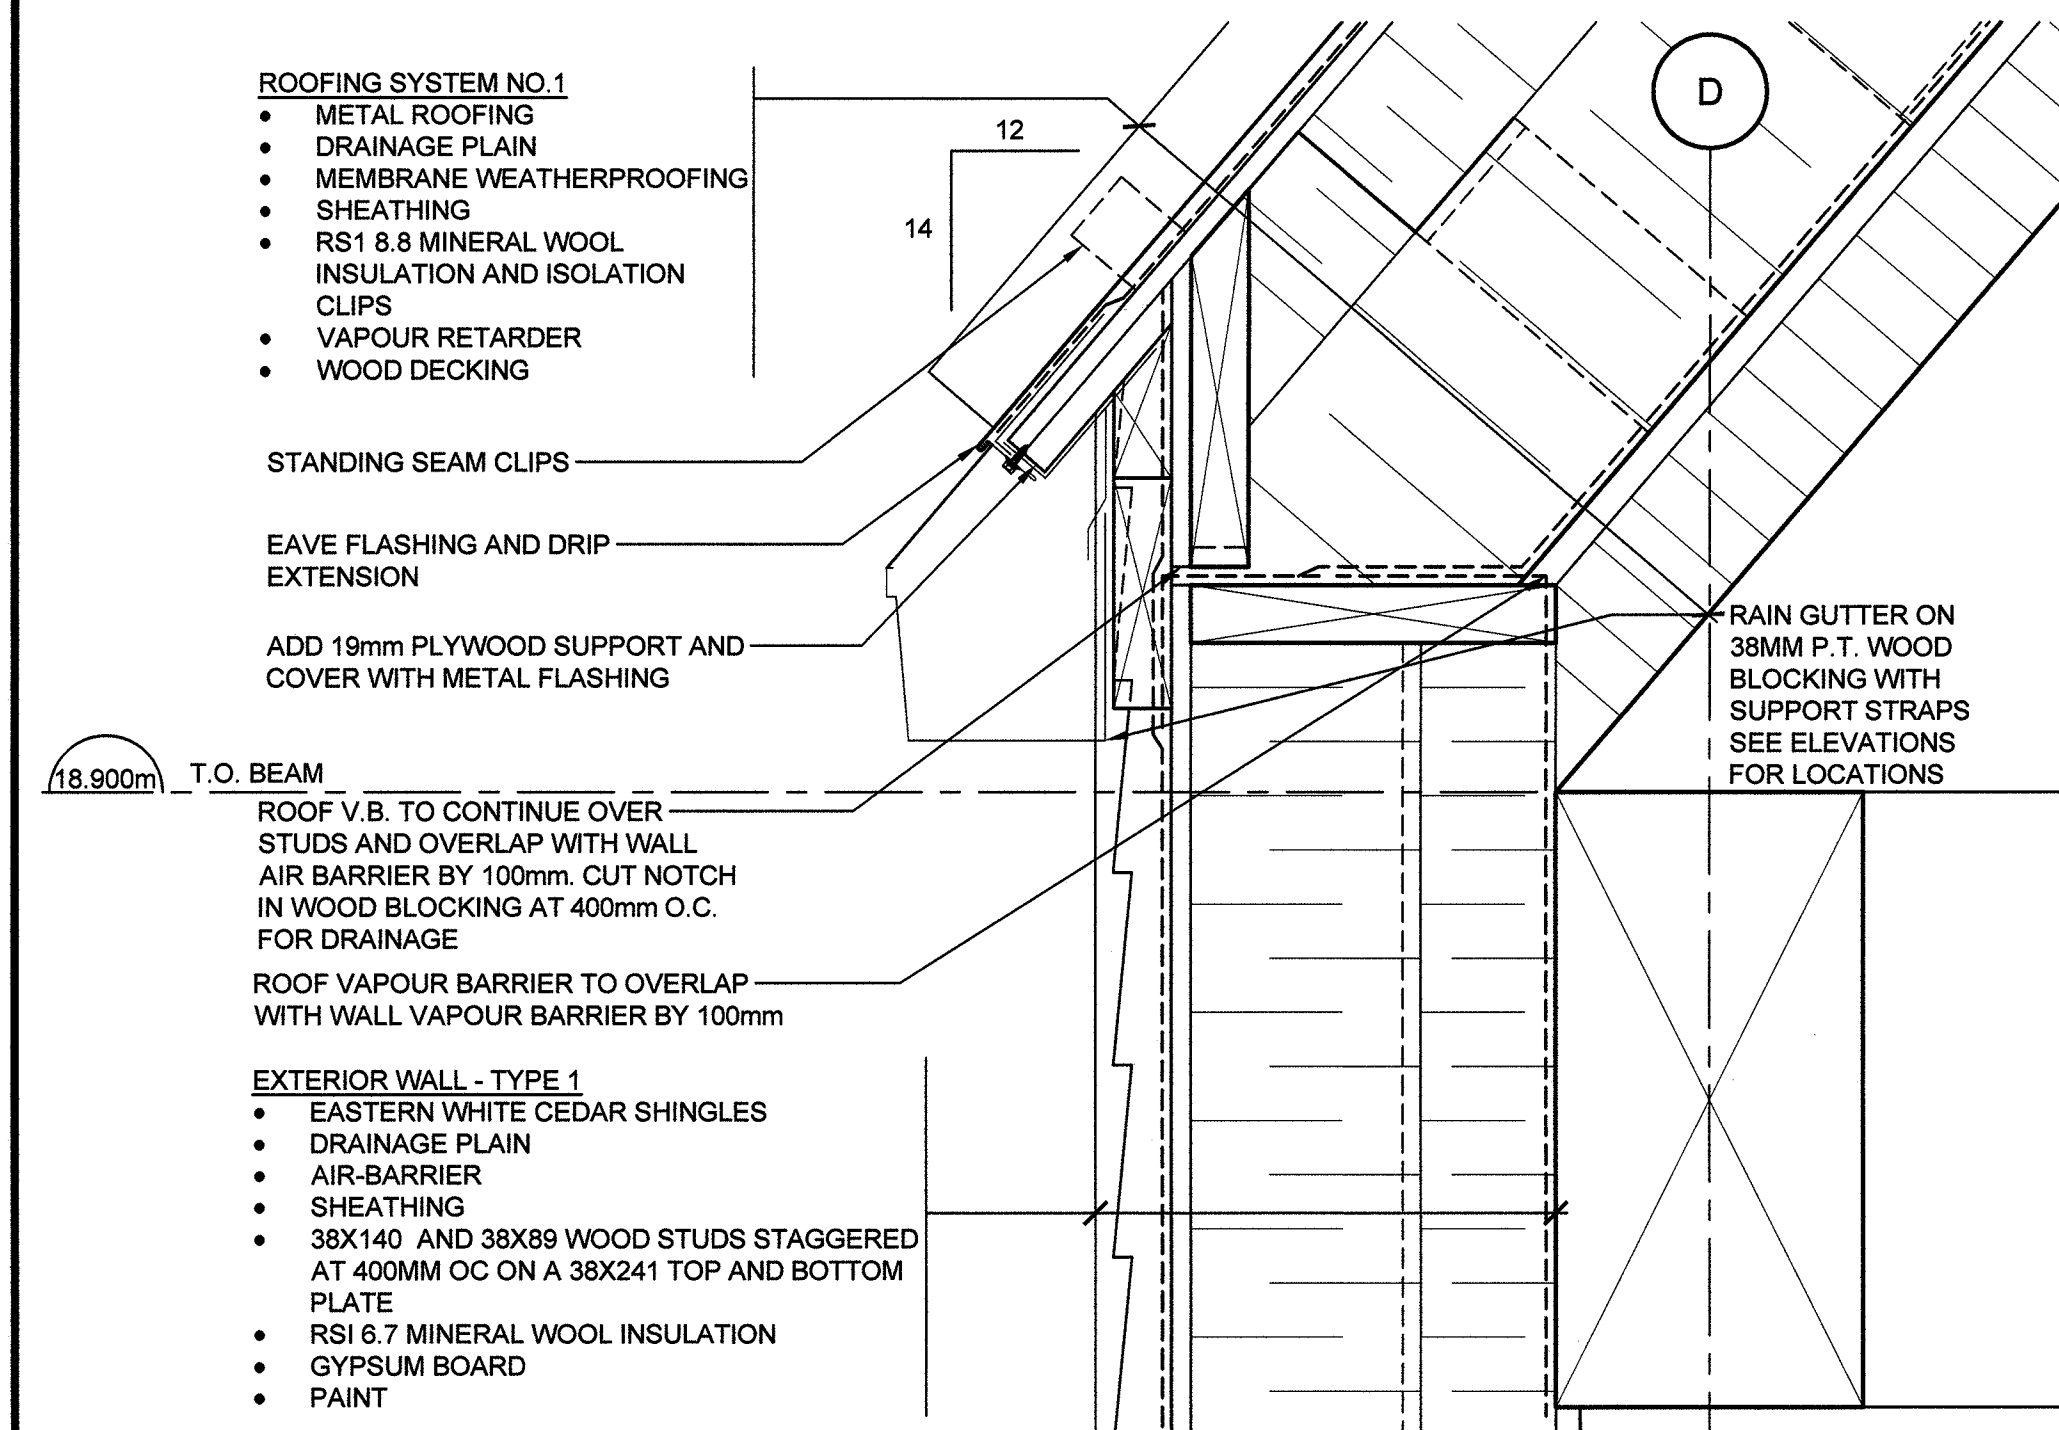 ROOFING SYSTEM NO.1
• METAL ROOFING
• DRAINAGE PLAIN
• MEMBRANE WEATHERPROOFING
• SHEATHING
• RS1 8.8 MINERAL WOOL
INSULATION AND ISOLATION
CLIPS
• VAPOUR RETARDER
• WOOD DECKING
12
14
D
STANDING SEAM CLIPS
EAVE FLASHING AND DRIP
EXTENSION
ADD 19mm PLYWOOD SUPPORT AND
COVER WITH METAL FLASHING
RAIN GUTTER ON
38MM P.T. WOOD
BLOCKING WITH
SUPPORT STRAPS
SEE ELEVATIONS
FOR LOCATIONS
18.900m T.O. BEAM
ROOF V.B. TO CONTINUE OVER
STUDS AND OVERLAP WITH WALL
AIR BARRIER BY 100mm. CUT NOTCH
IN WOOD BLOCKING AT 400mm O.C.
FOR DRAINAGE
ROOF VAPOUR BARRIER TO OVERLAP
WITH WALL VAPOUR BARRIER BY 100mm
EXTERIOR WALL - TYPE 1
• EASTERN WHITE CEDAR SHINGLES
• DRAINAGE PLAIN
• AIR-BARRIER
• SHEATHING
• 38X140 AND 38X89 WOOD STUDS STAGGERED
AT 400MM OC ON A 38X241 TOP AND BOTTOM
PLATE
• RSI 6.7 MINERAL WOOL INSULATION
• GYPSUM BOARD
• PAINT